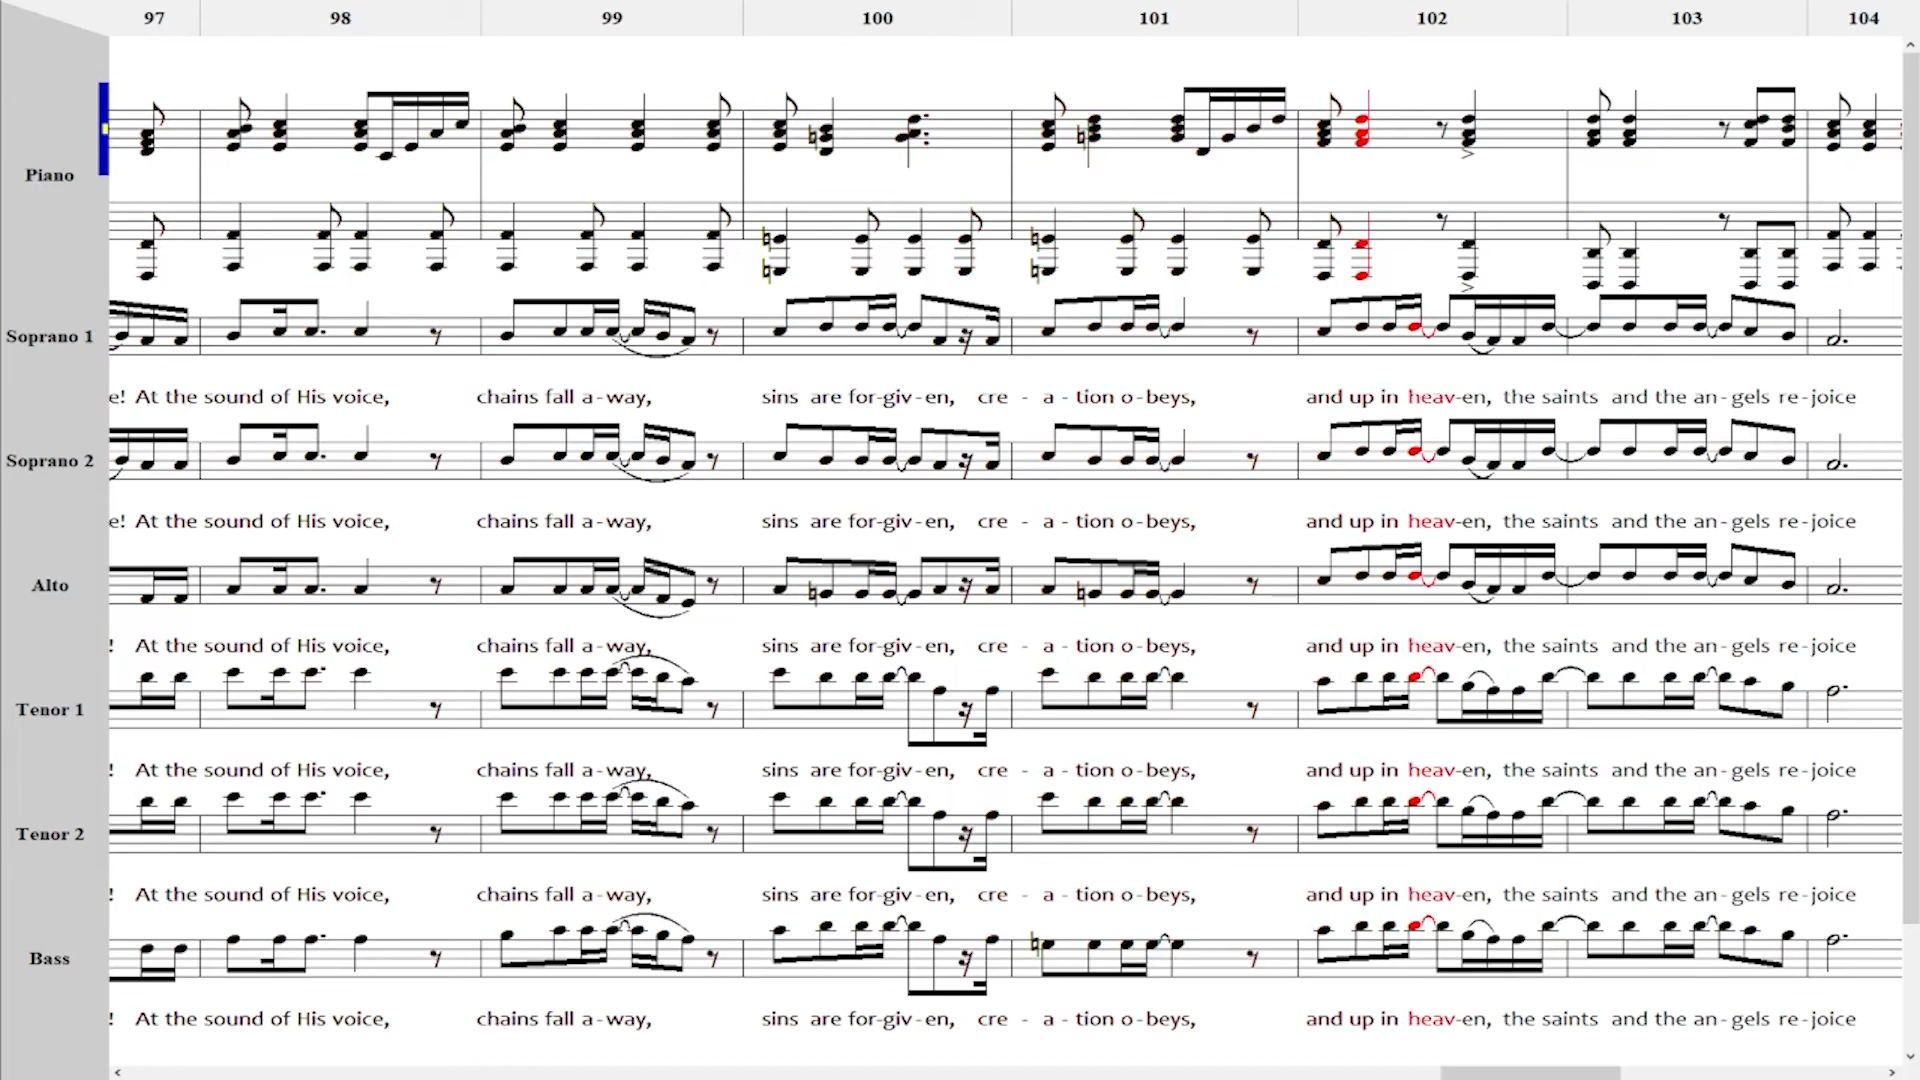 97 98 99 100 101 102 103 104
Piano
Soprano 1
e! At the sound of His voice, chains fall a-way, sins are for-giv-en, cre - a - tion o-beys, and up in heav-en, the saints and the an-gels re-joice
Soprano 2
e! At the sound of His voice, chains fall a-way, sins are for-giv-en, cre - a - tion o-beys, and up in heav-en, the saints and the an-gels re-joice
Alto
! At the sound of His voice, chains fall a-way, sins are for-giv-en, cre - a - tion o-beys, and up in heav-en, the saints and the an-gels re-joice
Tenor 1
! At the sound of His voice, chains fall a-way, sins are for-giv-en, cre - a - tion o-beys, and up in heav-en, the saints and the an-gels re-joice
Tenor 2
! At the sound of His voice, chains fall a-way, sins are for-giv-en, cre - a - tion o-beys, and up in heav-en, the saints and the an-gels re-joice
Bass
! At the sound of His voice, chains fall a-way, sins are for-giv-en, cre - a - tion o-beys, and up in heav-en, the saints and the an-gels re-joice